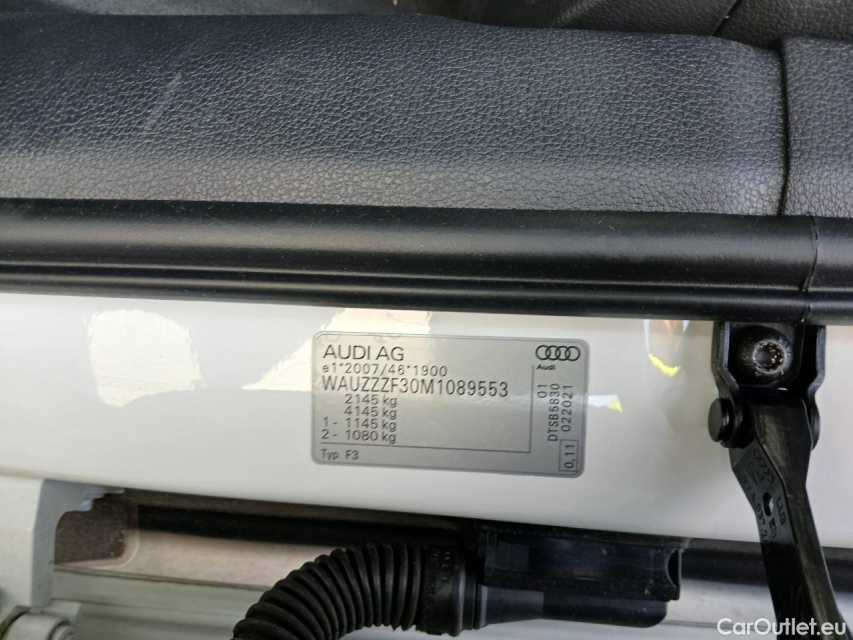 AUDI AG
Audi
e1*2007/46*1900
WAUZZZF30M1089553
2145 kg
4145 kg
1 - 1145 kg
2 - 1080 kg
Typ F3
01
DTSB5830
022021
0,11
CarOutlet.eu